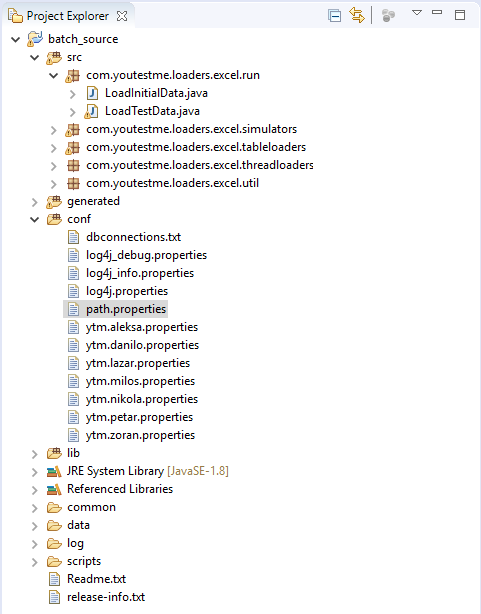 Project Explorer
batch_source
src
com.youtestme.loaders.excel.run
LoadInitialData.java
LoadTestData.java
com.youtestme.loaders.excel.simulators
com.youtestme.loaders.excel.tableloaders
com.youtestme.loaders.excel.threadloaders
com.youtestme.loaders.excel.util
generated
conf
dbconnections.txt
log4j_debug.properties
log4j_info.properties
log4j.properties
path.properties
ytm.aleksa.properties
ytm.danilo.properties
ytm.lazar.properties
ytm.milos.properties
ytm.nikola.properties
ytm.petar.properties
ytm.zoran.properties
lib
JRE System Library [JavaSE-1.8]
Referenced Libraries
common
data
log
scripts
Readme.txt
release-info.txt